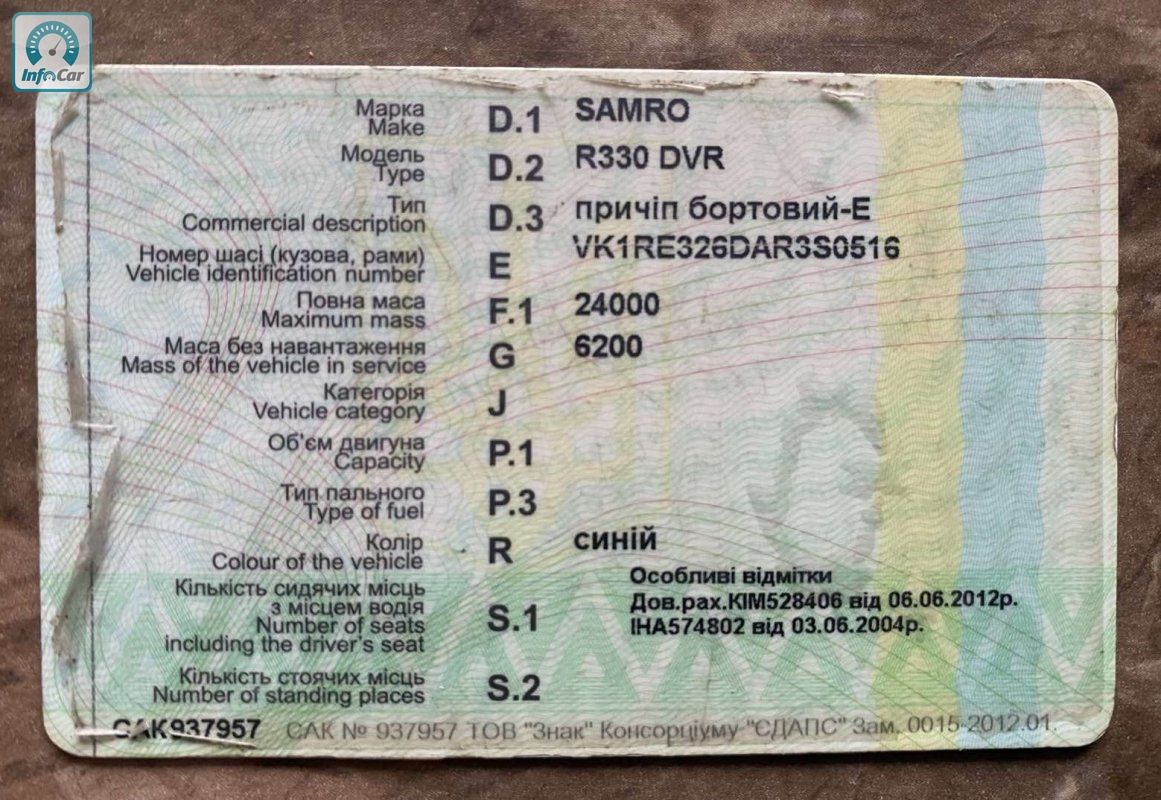 InfoCar
Марка
Make D.1 SAMRO
Модель
Type D.2 R330 DVR
Тип
Commercial description D.3 причіп бортовий-Е
Номер шасі (кузова, рами)
Vehicle identification number E VK1RE326DAR3S0516
Повна маса
Maximum mass F.1 24000
Маса без навантаження
Mass of the vehicle in service G 6200
Категорія
Vehicle category J
Об'єм двигуна
Capacity P.1
Тип пального
Type of fuel P.3
Колір
Colour of the vehicle R синій
Кількість сидячих місць
з місцем водія
Number of seats
including the driver's seat S.1
Особливі відмітки
Дов.рах.КІМ528406 від 06.06.2012р.
ІНА574802 від 03.06.2004р.
Кількість стоячих місць
Number of standing places S.2
САК937957 САК № 937957 ТОВ "Знак" Консорціуму "ЄДАПС" Зам. 0015-2012.01.